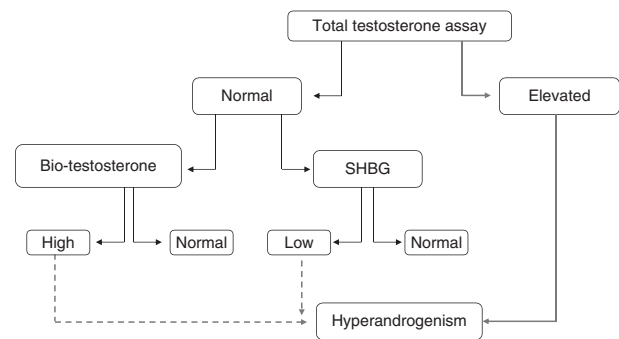 Total testosterone assay
Normal
Elevated
Bio-testosterone
SHBG
High
Normal
Low
Normal
Hyperandrogenism